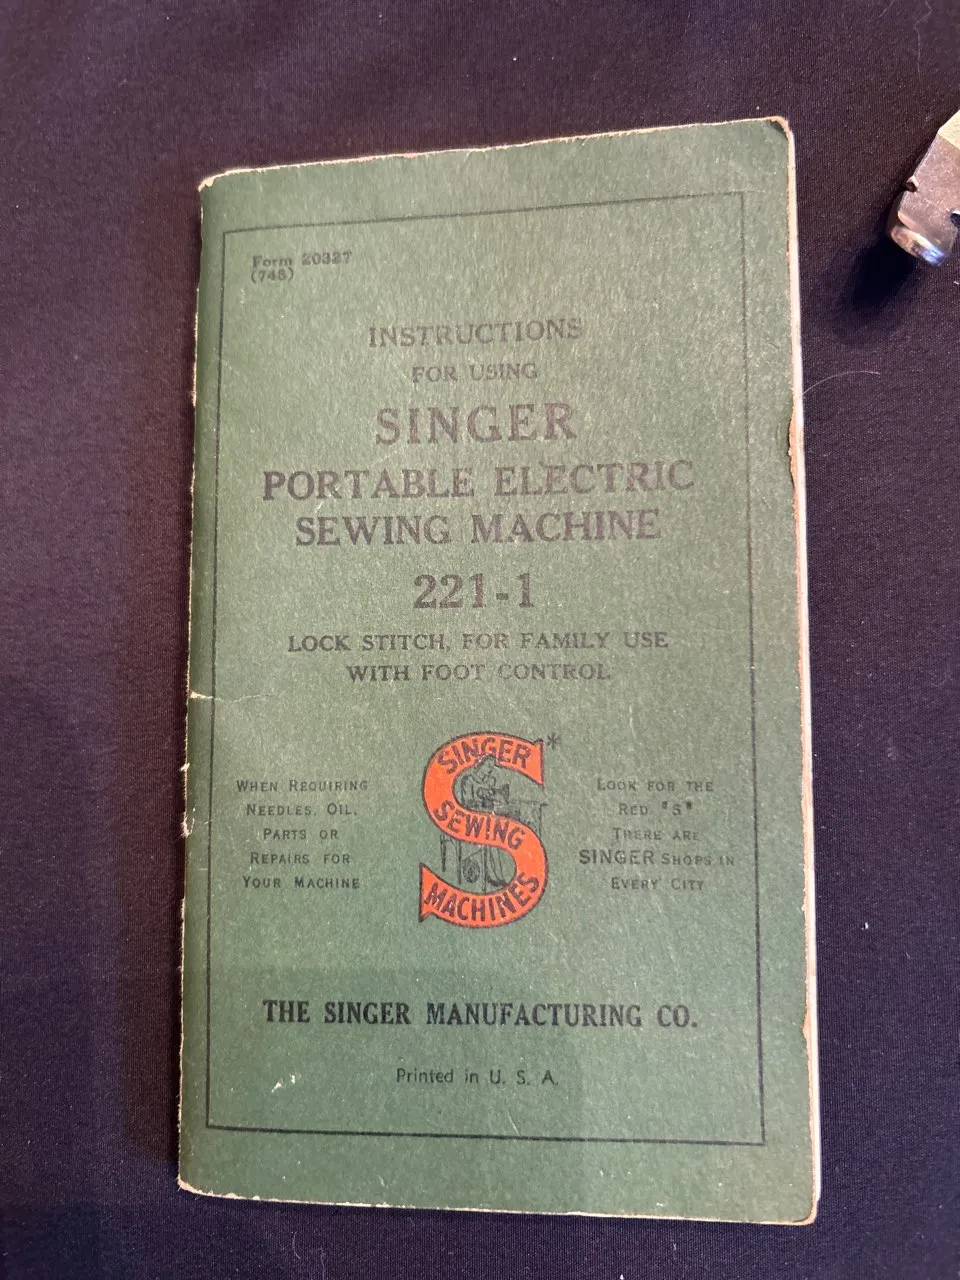 Form 20327
(748)
INSTRUCTIONS
FOR USING
SINGER
PORTABLE ELECTRIC
SEWING MACHINE
221-1
LOCK STITCH, FOR FAMILY USE
WITH FOOT CONTROL
WHEN REQUIRING
NEEDLES, OIL,
PARTS OR
REPAIRS FOR
YOUR MACHINE
SINGER *
SEWING
MACHINES
LOOK FOR THE
RED "S"
THERE ARE
SINGER SHOPS IN
EVERY CITY
THE SINGER MANUFACTURING CO.
Printed in U. S. A.